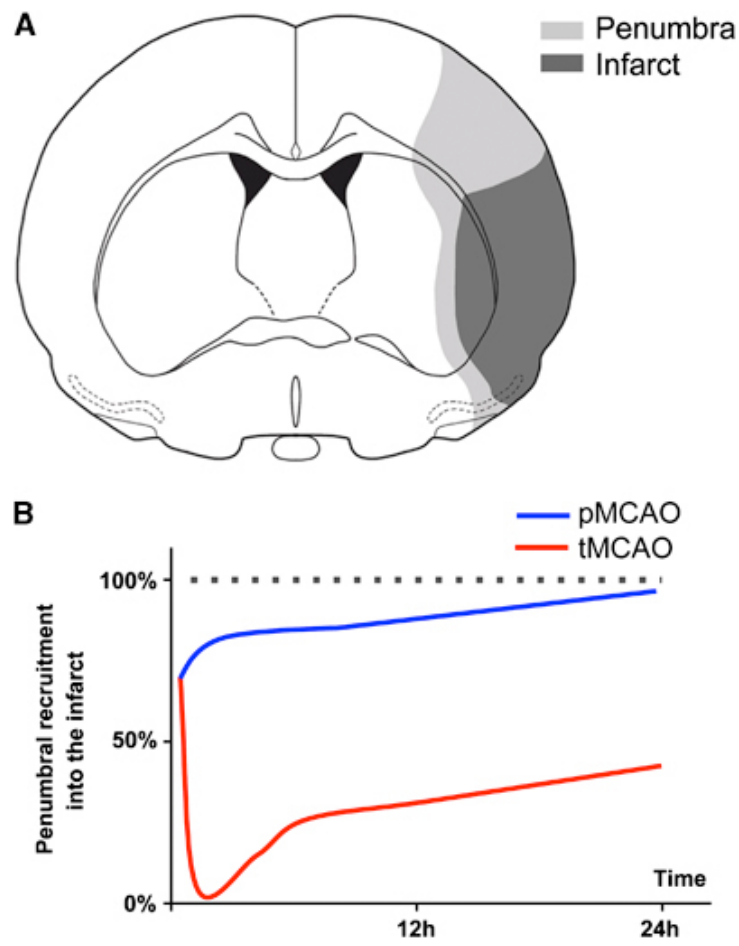 A
Penumbra
Infarct
B
pMCAO
tMCAO
100%
50%
0%
Penumbral recruitment
into the infarct
Time
12h
24h